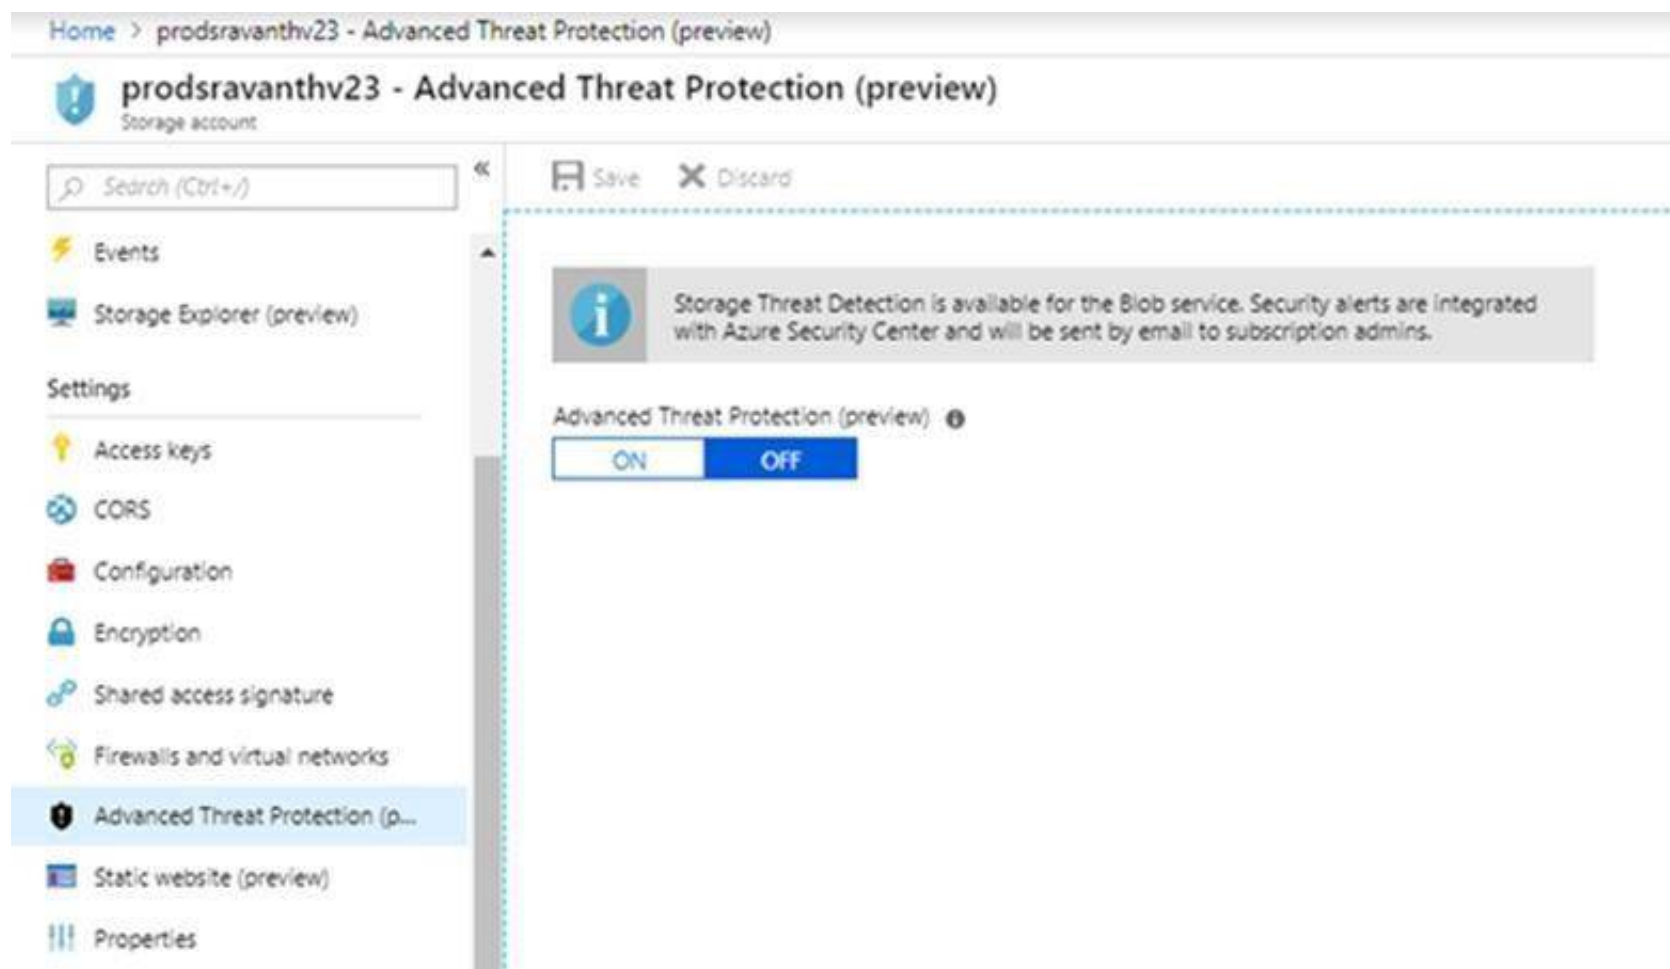 Home > prodsravanthv23 - Advanced Threat Protection (preview)
prodsravanthv23 - Advanced Threat Protection (preview)
Storage account
Search (Ctrl+/)
«
Save Discard
Events
Storage Explorer (preview)
Settings
Access keys
CORS
Configuration
Encryption
Shared access signature
Firewalls and virtual networks
Advanced Threat Protection (p...
Static website (preview)
Properties
Storage Threat Detection is available for the Blob service. Security alerts are integrated
with Azure Security Center and will be sent by email to subscription admins.
Advanced Threat Protection (preview)
ON OFF